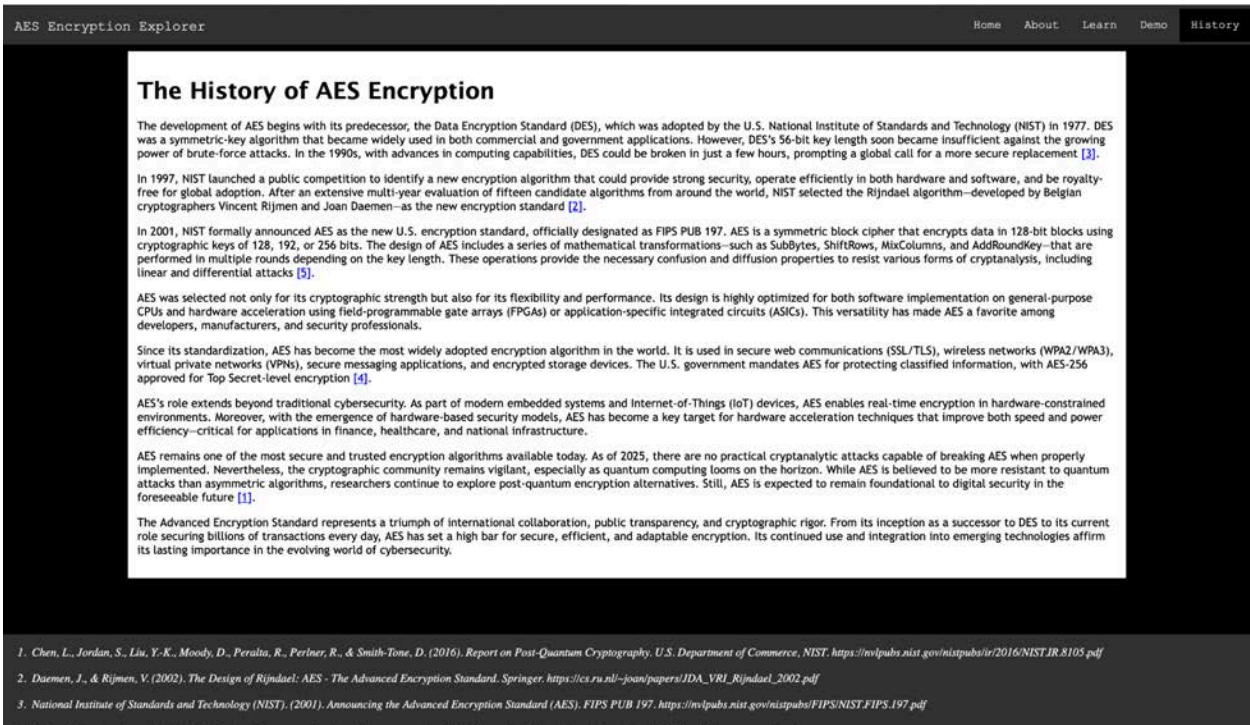 AES Encryption Explorer
Home About Learn Demo History
The History of AES Encryption
The development of AES begins with its predecessor, the Data Encryption Standard (DES), which was adopted by the U.S. National Institute of Standards and Technology (NIST) in 1977. DES
was a symmetric-key algorithm that became widely used in both commercial and government applications. However, DES's 56-bit key length soon became insufficient against the growing
power of brute-force attacks. In the 1990s, with advances in computing capabilities, DES could be broken in just a few hours, prompting a global call for a more secure replacement [3].
In 1997, NIST launched a public competition to identify a new encryption algorithm that could provide strong security, operate efficiently in both hardware and software, and be royalty-
free for global adoption. After an extensive multi-year evaluation of fifteen candidate algorithms from around the world, NIST selected the Rijndael algorithm—developed by Belgian
cryptographers Vincent Rijmen and Joan Daemen—as the new encryption standard [2].
In 2001, NIST formally announced AES as the new U.S. encryption standard, officially designated as FIPS PUB 197. AES is a symmetric block cipher that encrypts data in 128-bit blocks using
cryptographic keys of 128, 192, or 256 bits. The design of AES includes a series of mathematical transformations—such as SubBytes, ShiftRows, MixColumns, and AddRoundKey—that are
performed in multiple rounds depending on the key length. These operations provide the necessary confusion and diffusion properties to resist various forms of cryptanalysis, including
linear and differential attacks [5].
AES was selected not only for its cryptographic strength but also for its flexibility and performance. Its design is highly optimized for both software implementation on general-purpose
CPUs and hardware acceleration using field-programmable gate arrays (FPGAs) or application-specific integrated circuits (ASICs). This versatility has made AES a favorite among
developers, manufacturers, and security professionals.
Since its standardization, AES has become the most widely adopted encryption algorithm in the world. It is used in secure web communications (SSL/TLS), wireless networks (WPA2/WPA3),
virtual private networks (VPNs), secure messaging applications, and encrypted storage devices. The U.S. government mandates AES for protecting classified information, with AES-256
approved for Top Secret-level encryption [4].
AES's role extends beyond traditional cybersecurity. As part of modern embedded systems and Internet-of-Things (IoT) devices, AES enables real-time encryption in hardware-constrained
environments. Moreover, with the emergence of hardware-based security models, AES has become a key target for hardware acceleration techniques that improve both speed and power
efficiency—critical for applications in finance, healthcare, and national infrastructure.
AES remains one of the most secure and trusted encryption algorithms available today. As of 2025, there are no practical cryptanalytic attacks capable of breaking AES when properly
implemented. Nevertheless, the cryptographic community remains vigilant, especially as quantum computing looms on the horizon. While AES is believed to be more resistant to quantum
attacks than asymmetric algorithms, researchers continue to explore post-quantum encryption alternatives. Still, AES is expected to remain foundational to digital security in the
foreseeable future [1].
The Advanced Encryption Standard represents a triumph of international collaboration, public transparency, and cryptographic rigor. From its inception as a successor to DES to its current
role securing billions of transactions every day, AES has set a high bar for secure, efficient, and adaptable encryption. Its continued use and integration into emerging technologies affirm
its lasting importance in the evolving world of cybersecurity.
1. Chen, L., Jordan, S., Liu, Y.-K., Moody, D., Peralta, R., Perlner, R., & Smith-Tone, D. (2016). Report on Post-Quantum Cryptography. U.S. Department of Commerce, NIST. https://nvlpubs.nist.gov/nistpubs/ir/2016/NIST.IR.8105.pdf
2. Daemen, J., & Rijmen, V. (2002). The Design of Rijndael: AES - The Advanced Encryption Standard. Springer. https://cs.ru.nl/~joan/papers/JDA_VRI_Rijndael_2002.pdf
3. National Institute of Standards and Technology (NIST). (2001). Announcing the Advanced Encryption Standard (AES). FIPS PUB 197. https://nvlpubs.nist.gov/nistpubs/FIPS/NIST.FIPS.197.pdf